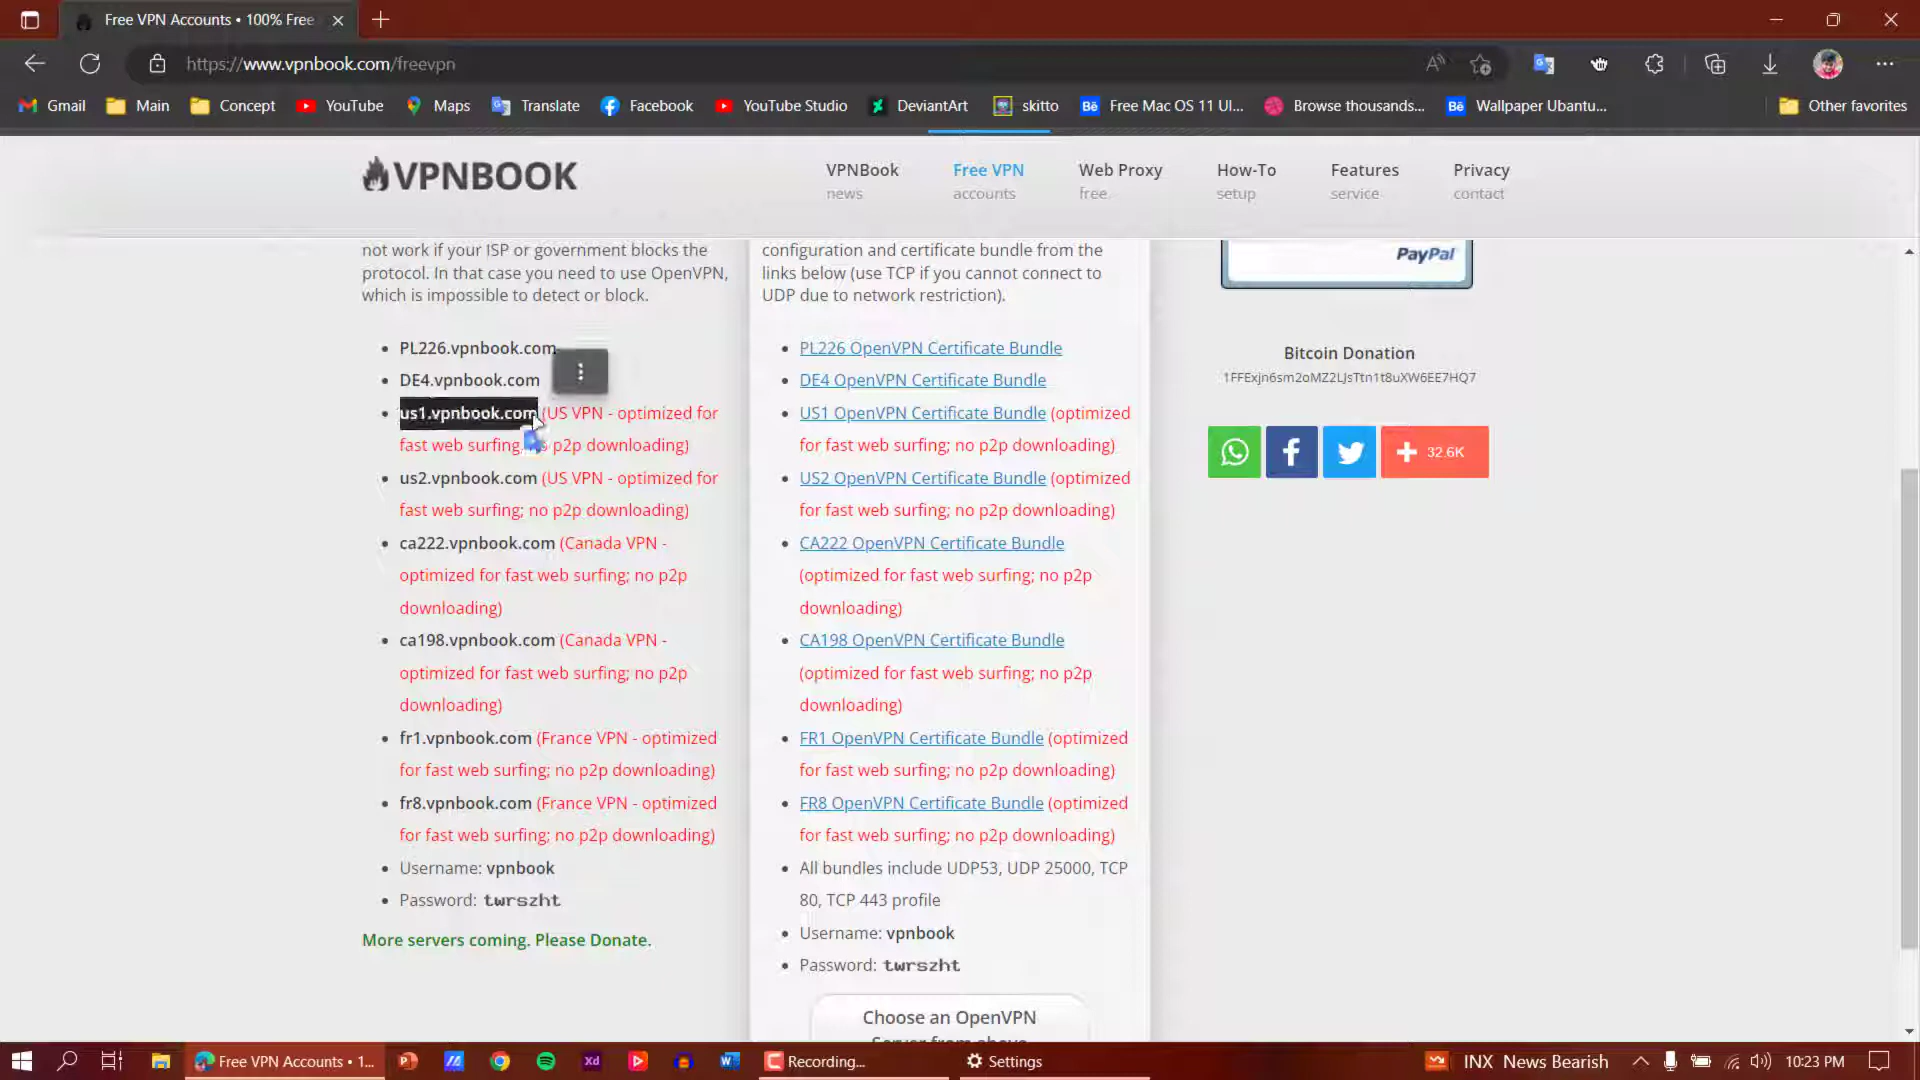 Free VPN Accounts • 100% Free
https://www.vpnbook.com/freevpn
Gmail
Main
Concept
YouTube
Maps
Translate
Facebook
YouTube Studio
DeviantArt
skitto
Free Mac OS 11 UI...
Browse thousands...
Wallpaper Ubantu...
Other favorites
VPNBOOK
VPNBook
news
Free VPN
accounts
Web Proxy
free
How-To
setup
Features
service
Privacy
contact
not work if your ISP or government blocks the
protocol. In that case you need to use OpenVPN,
which is impossible to detect or block.
PL226.vpnbook.com
DE4.vpnbook.com
us1.vpnbook.com (US VPN - optimized for
fast web surfing; p2p downloading)
us2.vpnbook.com (US VPN - optimized for
fast web surfing; no p2p downloading)
ca222.vpnbook.com (Canada VPN -
optimized for fast web surfing; no p2p
downloading)
ca198.vpnbook.com (Canada VPN -
optimized for fast web surfing; no p2p
downloading)
fr1.vpnbook.com (France VPN - optimized
for fast web surfing; no p2p downloading)
fr8.vpnbook.com (France VPN - optimized
for fast web surfing; no p2p downloading)
Username: vpnbook
Password: twrszht
More servers coming. Please Donate.
configuration and certificate bundle from the
links below (use TCP if you cannot connect to
UDP due to network restriction).
PL226 OpenVPN Certificate Bundle
DE4 OpenVPN Certificate Bundle
US1 OpenVPN Certificate Bundle (optimized
for fast web surfing; no p2p downloading)
US2 OpenVPN Certificate Bundle (optimized
for fast web surfing; no p2p downloading)
CA222 OpenVPN Certificate Bundle
(optimized for fast web surfing; no p2p
downloading)
CA198 OpenVPN Certificate Bundle
(optimized for fast web surfing; no p2p
downloading)
FR1 OpenVPN Certificate Bundle (optimized
for fast web surfing; no p2p downloading)
FR8 OpenVPN Certificate Bundle (optimized
for fast web surfing; no p2p downloading)
All bundles include UDP53, UDP 25000, TCP
80, TCP 443 profile
Username: vpnbook
Password: twrszht
Choose an OpenVPN
Server from above
PayPal
Bitcoin Donation
1FFExjn6sm2oMZ2LJsTtn1t8uXW6EE7HQ7
32.6K
Free VPN Accounts • 1...
Xd
Recording...
Settings
INX News Bearish
10:23 PM